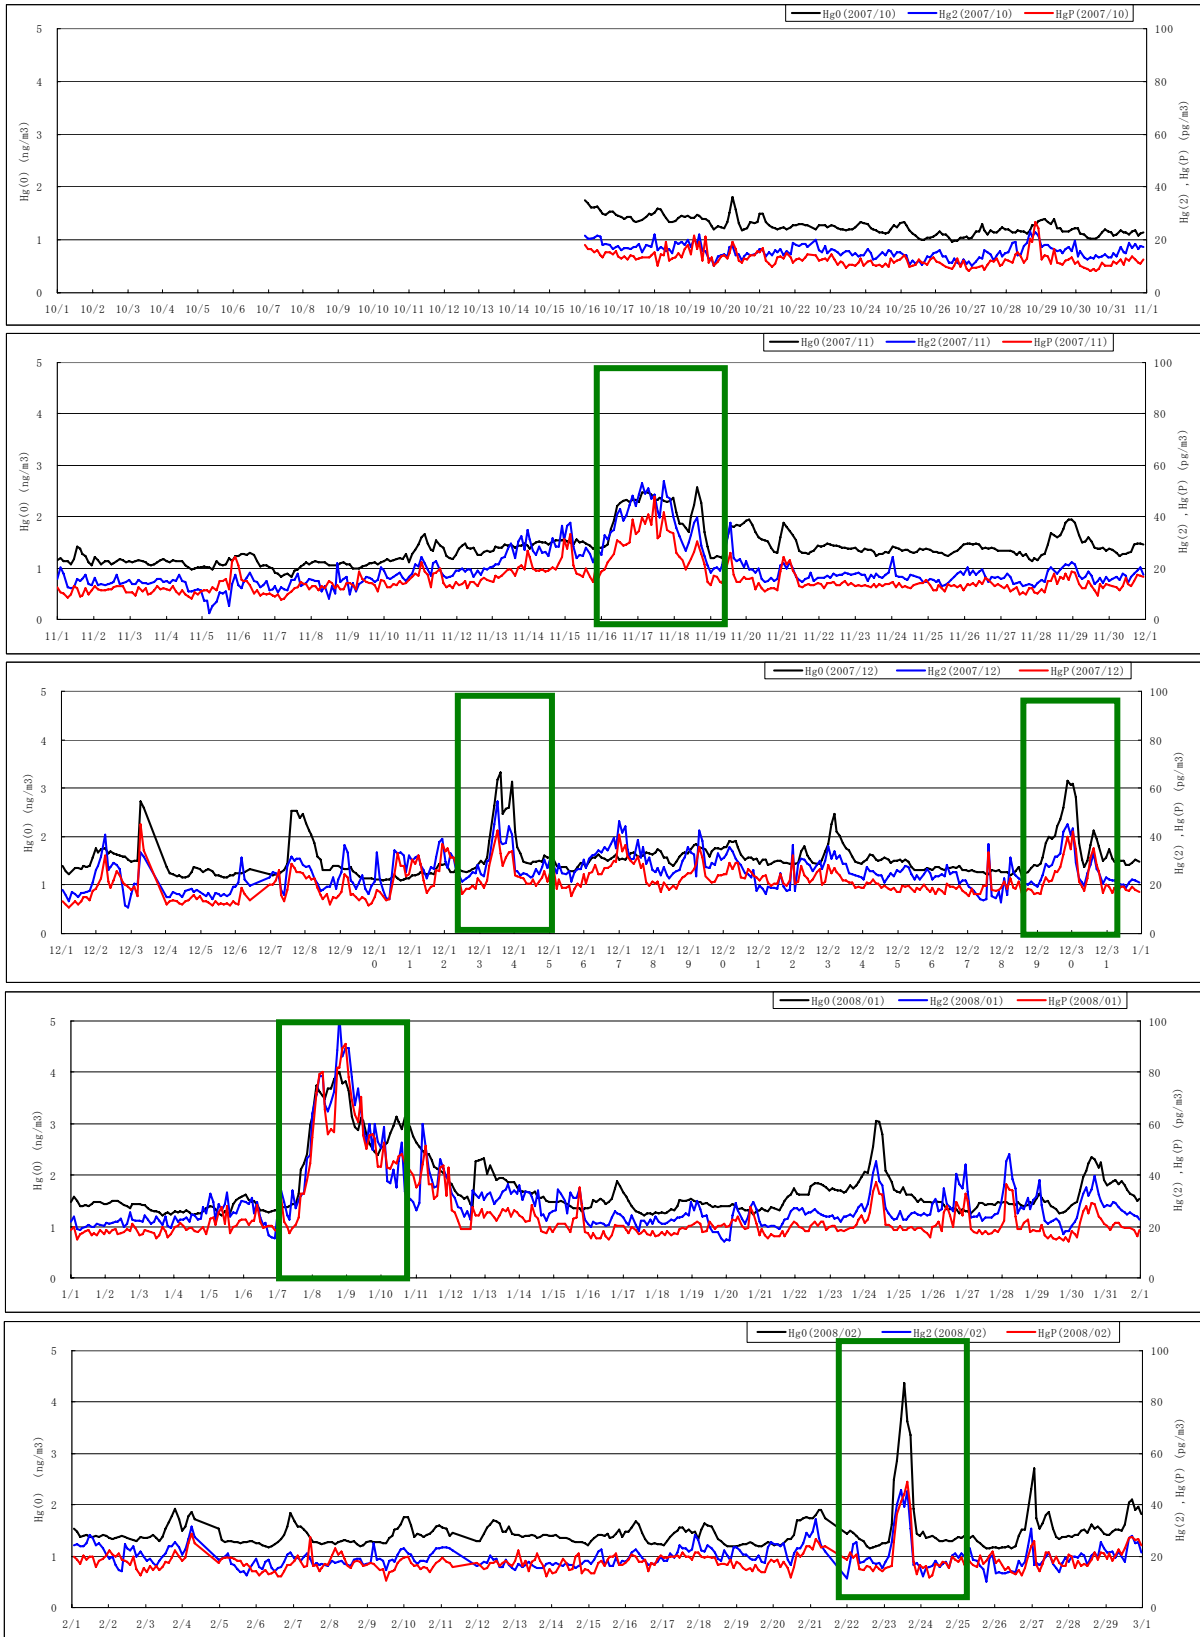 Hg0(2007/10) Hg2(2007/10) HgP(2007/10)
5 100
4 80
3 60
2 40
1 20
0 0
Hg(0) (ng/m3)
Hg(2) ,Hg(P) (pg/m3)
10/1 10/2 10/3 10/4 10/5 10/6 10/7 10/8 10/9 10/10 10/11 10/12 10/13 10/14 10/15 10/16 10/17 10/18 10/19 10/20 10/21 10/22 10/23 10/24 10/25 10/26 10/27 10/28 10/29 10/30 10/31 11/1
Hg0(2007/11) Hg2(2007/11) HgP(2007/11)
5 100
4 80
3 60
2 40
1 20
0 0
Hg(0) (ng/m3)
Hg(2) ,Hg(P) (pg/m3)
11/1 11/2 11/3 11/4 11/5 11/6 11/7 11/8 11/9 11/10 11/11 11/12 11/13 11/14 11/15 11/16 11/17 11/18 11/19 11/20 11/21 11/22 11/23 11/24 11/25 11/26 11/27 11/28 11/29 11/30 12/1
Hg0(2007/12) Hg2(2007/12) HgP(2007/12)
5 100
4 80
3 60
2 40
1 20
0 0
Hg(0) (ng/m3)
Hg(2) ,Hg(P) (pg/m3)
12/1 12/2 12/3 12/4 12/5 12/6 12/7 12/8 12/9 12/1 12/1 12/1 12/1 12/1 12/1 12/1 12/1 12/1 12/1 12/2 12/2 12/2 12/2 12/2 12/2 12/2 12/2 12/2 12/2 12/3 12/3 1/1
0 1 2 3 4 5 6 7 8 9 0 1 2 3 4 5 6 7 8 9 0 1
Hg0(2008/01) Hg2(2008/01) HgP(2008/01)
5 100
4 80
3 60
2 40
1 20
0 0
Hg(0) (ng/m3)
Hg(2) ,Hg(P) (pg/m3)
1/1 1/2 1/3 1/4 1/5 1/6 1/7 1/8 1/9 1/10 1/11 1/12 1/13 1/14 1/15 1/16 1/17 1/18 1/19 1/20 1/21 1/22 1/23 1/24 1/25 1/26 1/27 1/28 1/29 1/30 1/31 2/1
Hg0(2008/02) Hg2(2008/02) HgP(2008/02)
5 100
4 80
3 60
2 40
1 20
0 0
Hg(0) (ng/m3)
Hg(2) ,Hg(P) (pg/m3)
2/1 2/2 2/3 2/4 2/5 2/6 2/7 2/8 2/9 2/10 2/11 2/12 2/13 2/14 2/15 2/16 2/17 2/18 2/19 2/20 2/21 2/22 2/23 2/24 2/25 2/26 2/27 2/28 2/29 3/1